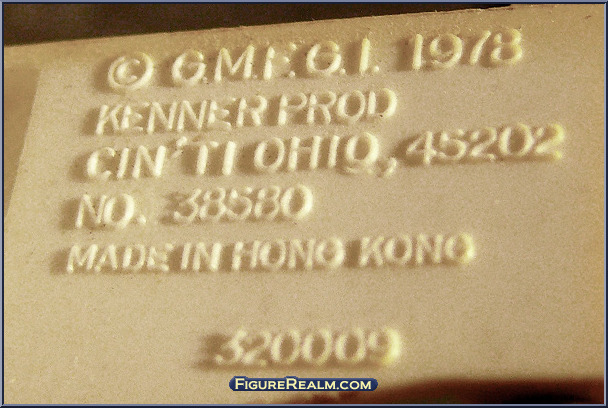 © G.M.F.G.I. 1978
KENNER PROD
CIN'TI OHIO, 45202
NO. 38580
MADE IN HONG KONG
320009
FIGUREREALM.COM